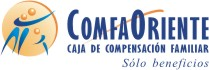 COMFAORIENTE
CAJA DE COMPENSACIÓN FAMILIAR
Sólo beneficios